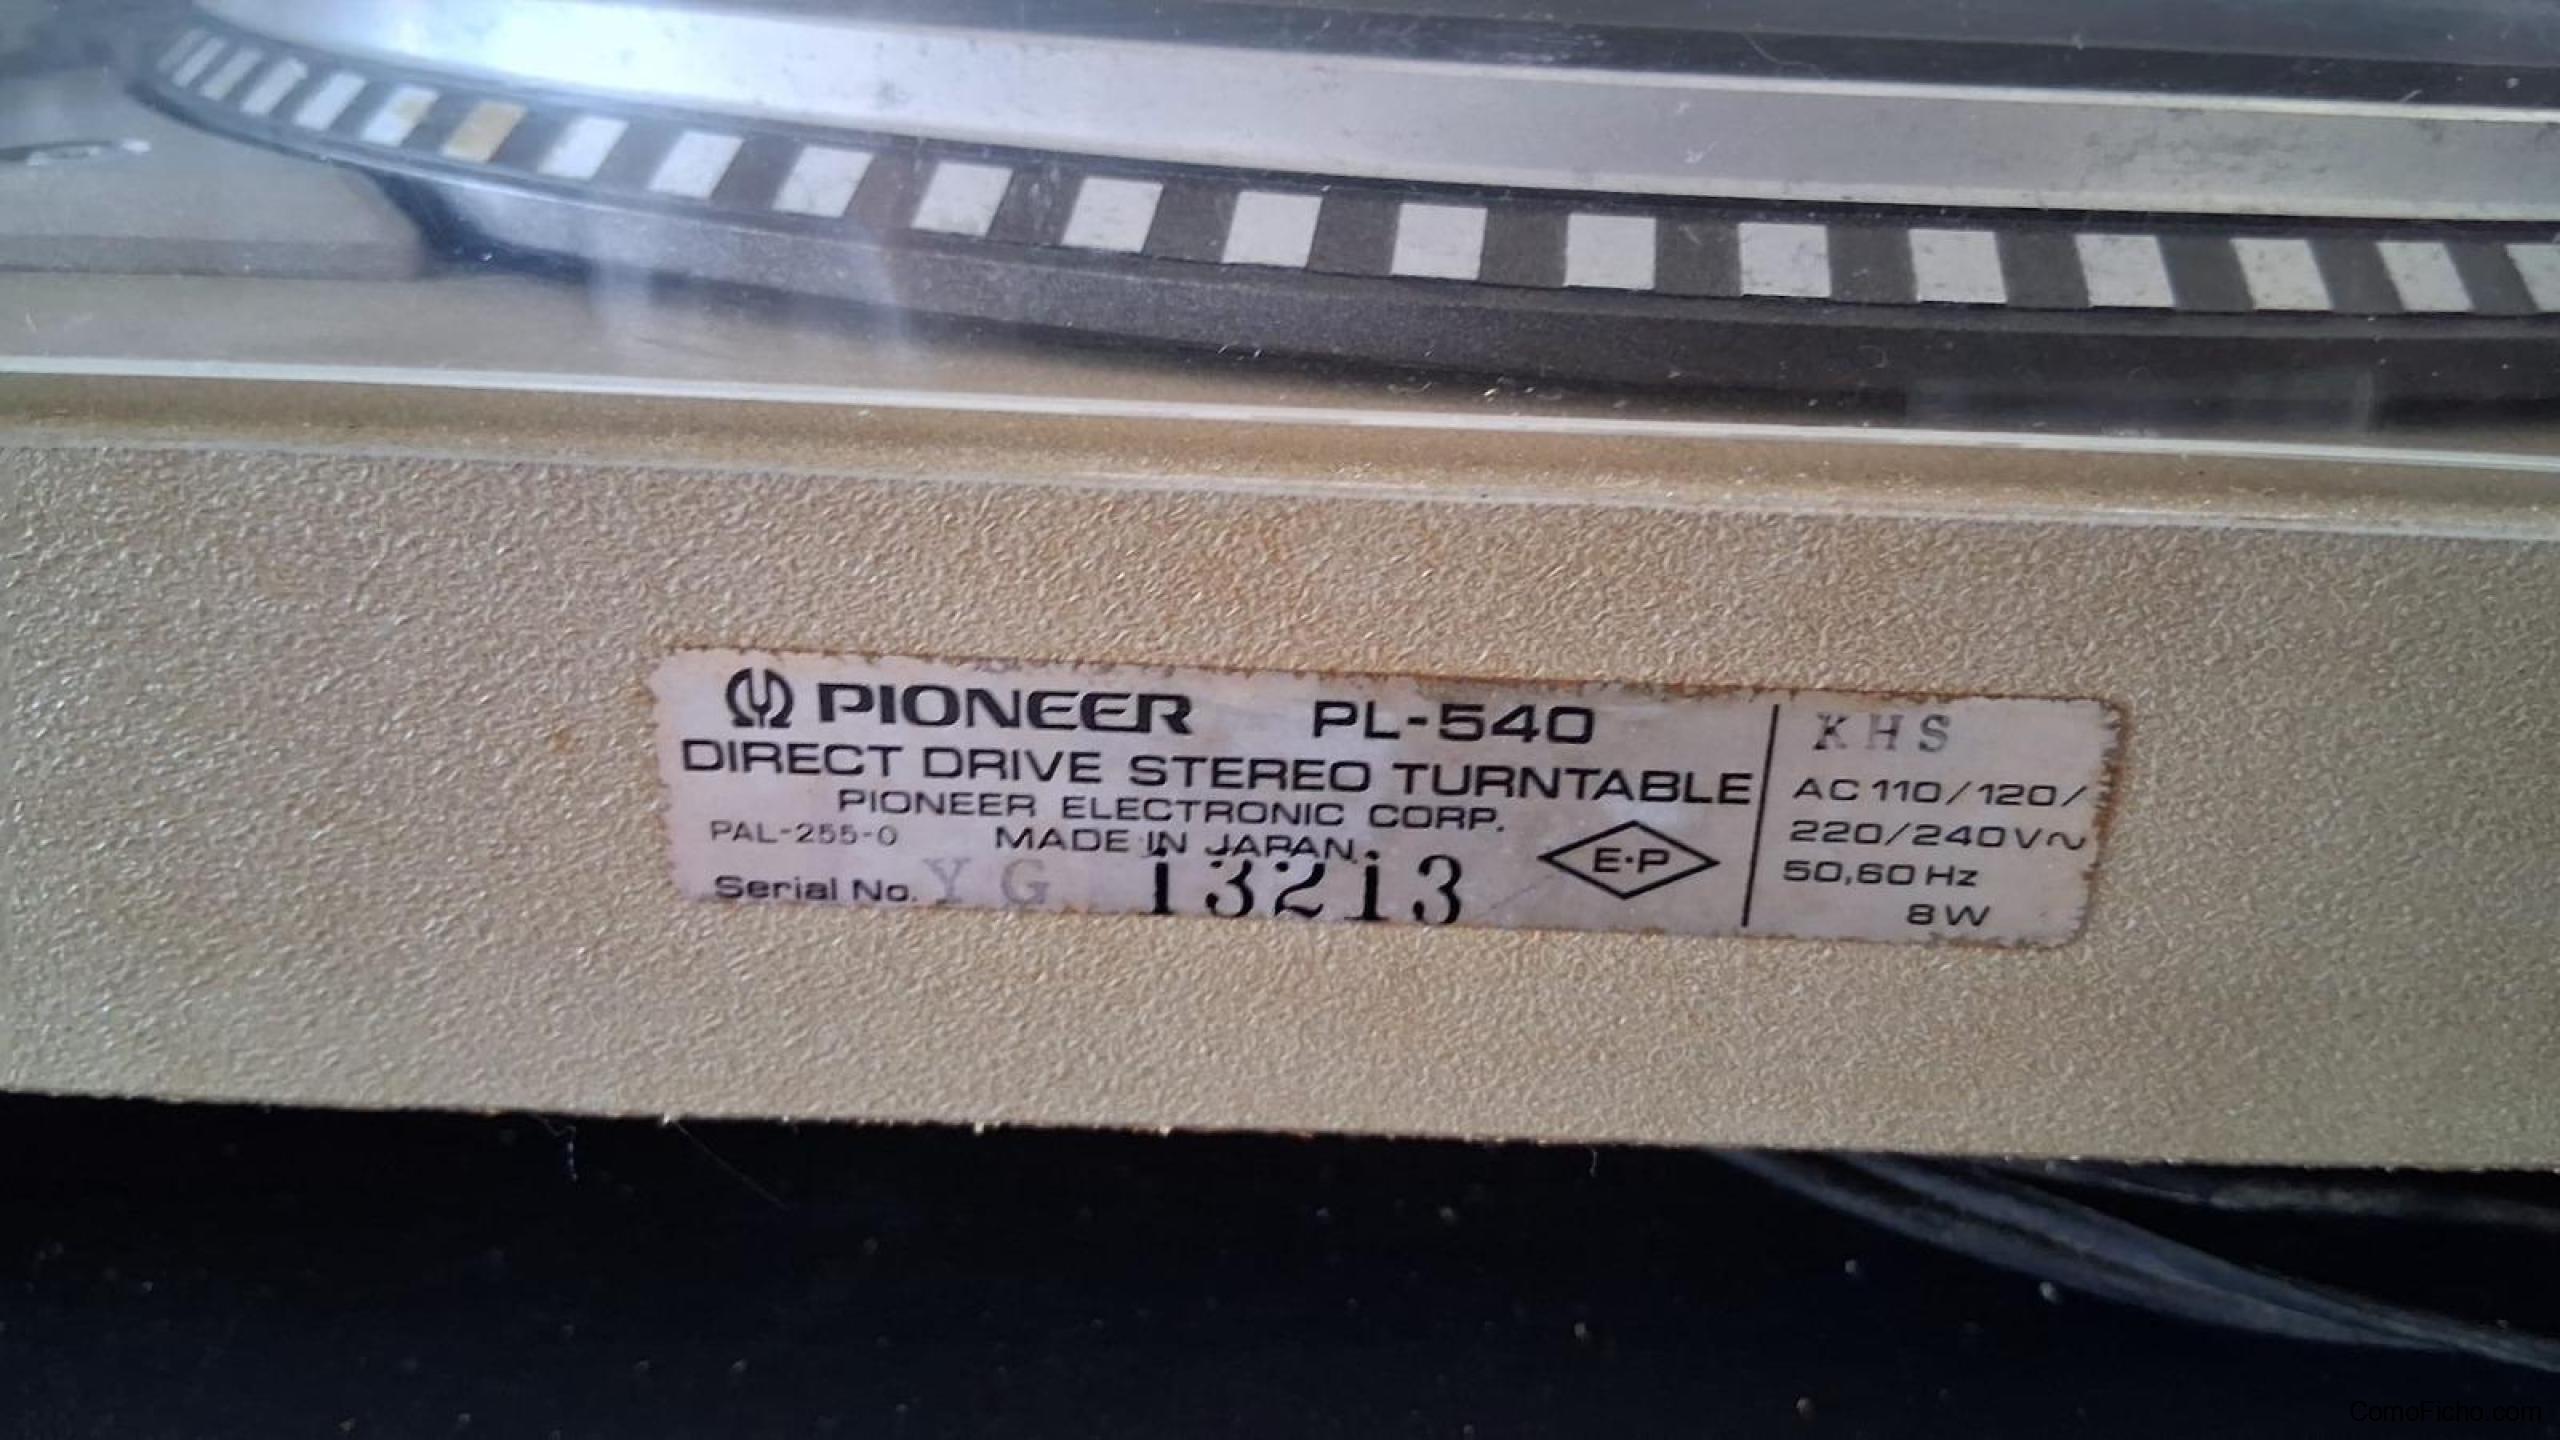 PIONEER PL-540
DIRECT DRIVE STEREO TURNTABLE
PIONEER ELECTRONIC CORP.
PAL-255-0 MADE IN JAPAN.
Serial No. YG 13213
E·P
KHS
AC 110/120/
220/240V~
50,60 Hz
8W
ComoFicho.com